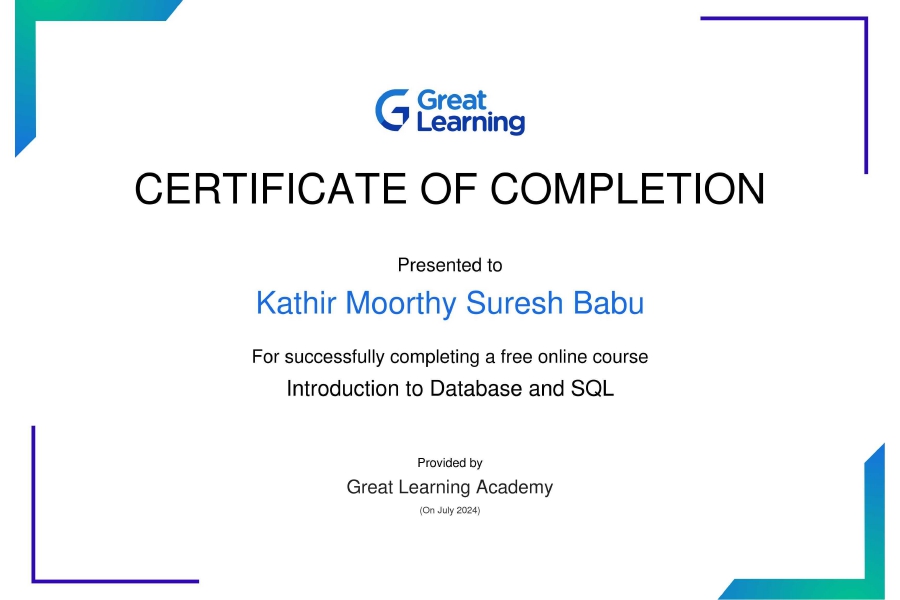 Great
Learning
CERTIFICATE OF COMPLETION
Presented to
Kathir Moorthy Suresh Babu
For successfully completing a free online course
Introduction to Database and SQL
Provided by
Great Learning Academy
(On July 2024)